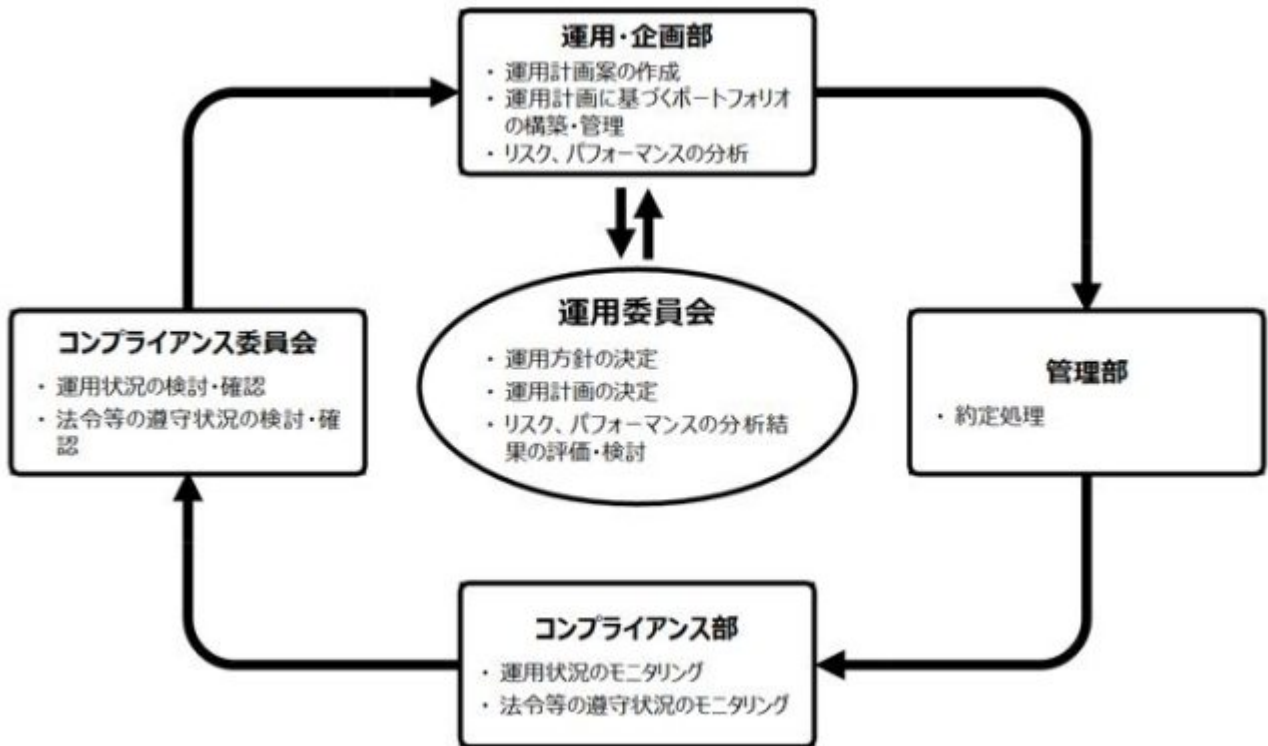 運用・企画部
・ 運用計画案の作成
・ 運用計画に基づくポートフォリオ
の構築・管理
・ リスク、パフォーマンスの分析
運用委員会
・ 運用方針の決定
・ 運用計画の決定
・ リスク、パフォーマンスの分析結
果の評価・検討
コンプライアンス委員会
・ 運用状況の検討・確認
・ 法令等の遵守状況の検討・確
認
管理部
・ 約定処理
コンプライアンス部
・ 運用状況のモニタリング
・ 法令等の遵守状況のモニタリング